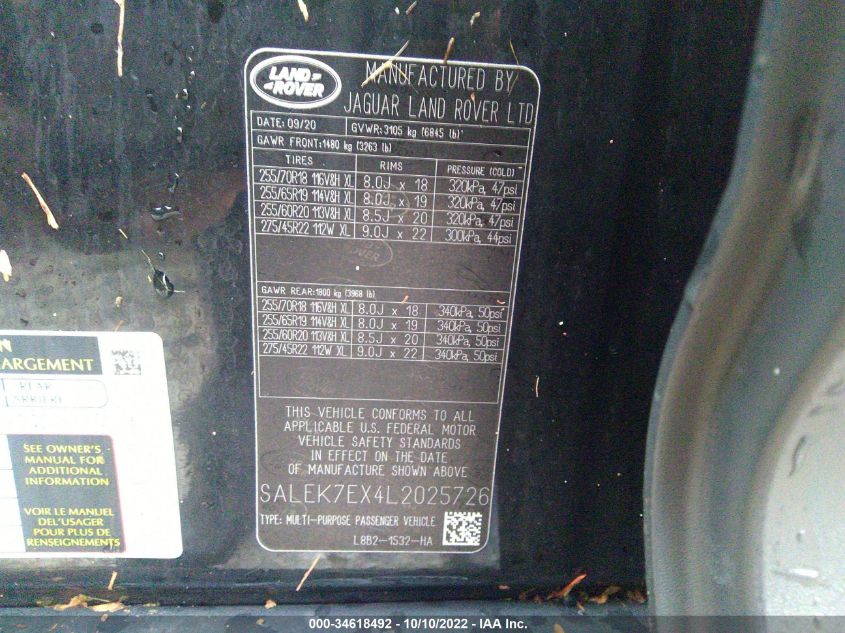 LAND
ROVER
MANUFACTURED BY
JAGUAR LAND ROVER LTD
DATE: 09/20 GVWR: 3105 kg (6845 lb)
GAWR FRONT: 1480 kg (3263 lb)
TIRES RIMS PRESSURE (COLD)
255/70R18 116V&H XL 8.0J x 18 320kPa, 47psi
255/65R19 114V&H XL 8.0J x 19 320kPa, 47psi
255/60R20 113V&H XL 8.5J x 20 320kPa, 47psi
275/45R22 112W XL 9.0J x 22 300kPa, 44psi
GAWR REAR: 1800 kg (3968 lb)
255/70R18 116V&H XL 8.0J x 18 340kPa, 50psi
255/65R19 114V&H XL 8.0J x 19 340kPa, 50psi
255/60R20 113V&H XL 8.5J x 20 340kPa, 50psi
275/45R22 112W XL 9.0J x 22 340kPa, 50psi
THIS VEHICLE CONFORMS TO ALL
APPLICABLE U.S. FEDERAL MOTOR
VEHICLE SAFETY STANDARDS
IN EFFECT ON THE DATE
OF MANUFACTURE SHOWN ABOVE
SALEK7EX4L2025726
TYPE: MULTI-PURPOSE PASSENGER VEHICLE
L8B2-1532-HA
ARGEMENT
REAR
ARRIÈRE
SEE OWNER'S
MANUAL FOR
ADDITIONAL
INFORMATION
VOIR LE MANUEL
DEL'USAGER
POUR PLUS DE
RENSEIGNEMENTS
000-34618492 - 10/10/2022 - IAA Inc.